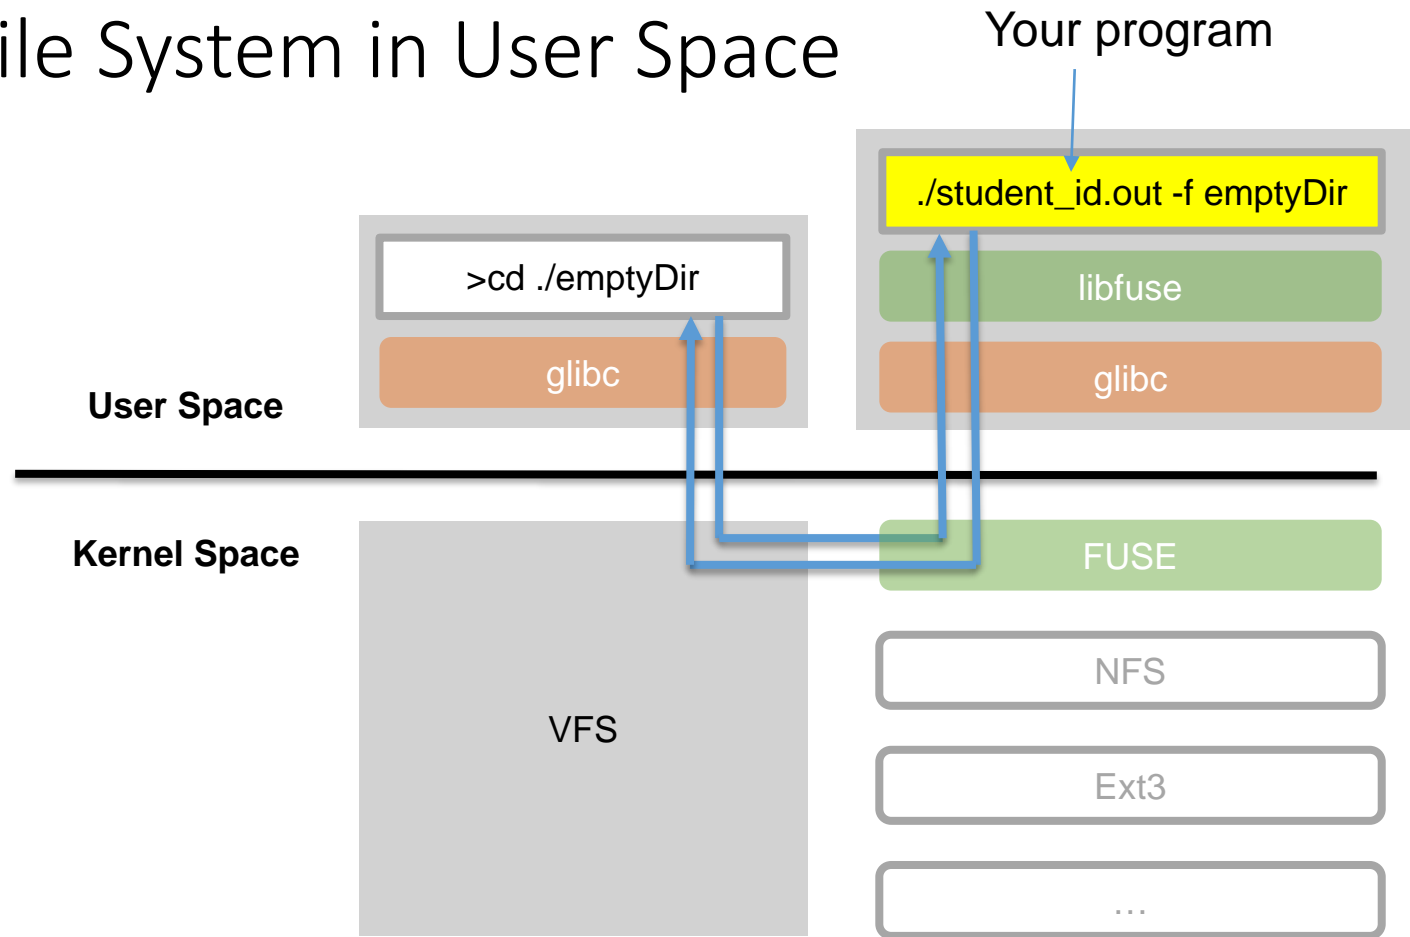 ile System in User Space
Your program
./student_id.out -f emptyDir
>cd ./emptyDir
libfuse
glibc
glibc
User Space
Kernel Space
FUSE
NFS
VFS
Ext3
...